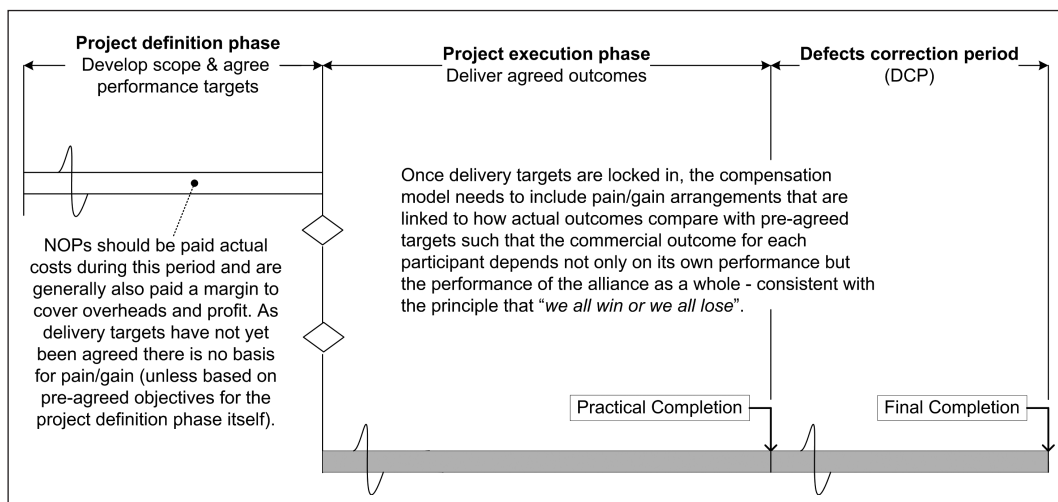 Project definition phase
Develop scope & agree
performance targets
Project execution phase
Deliver agreed outcomes
Defects correction period
(DCP)
NOPs should be paid actual
costs during this period and are
generally also paid a margin to
cover overheads and profit. As
delivery targets have not yet
been agreed there is no basis
for pain/gain (unless based on
pre-agreed objectives for the
project definition phase itself).
Once delivery targets are locked in, the compensation
model needs to include pain/gain arrangements that are
linked to how actual outcomes compare with pre-agreed
targets such that the commercial outcome for each
participant depends not only on its own performance but
the performance of the alliance as a whole - consistent with
the principle that “we all win or we all lose”.
Practical Completion
Final Completion